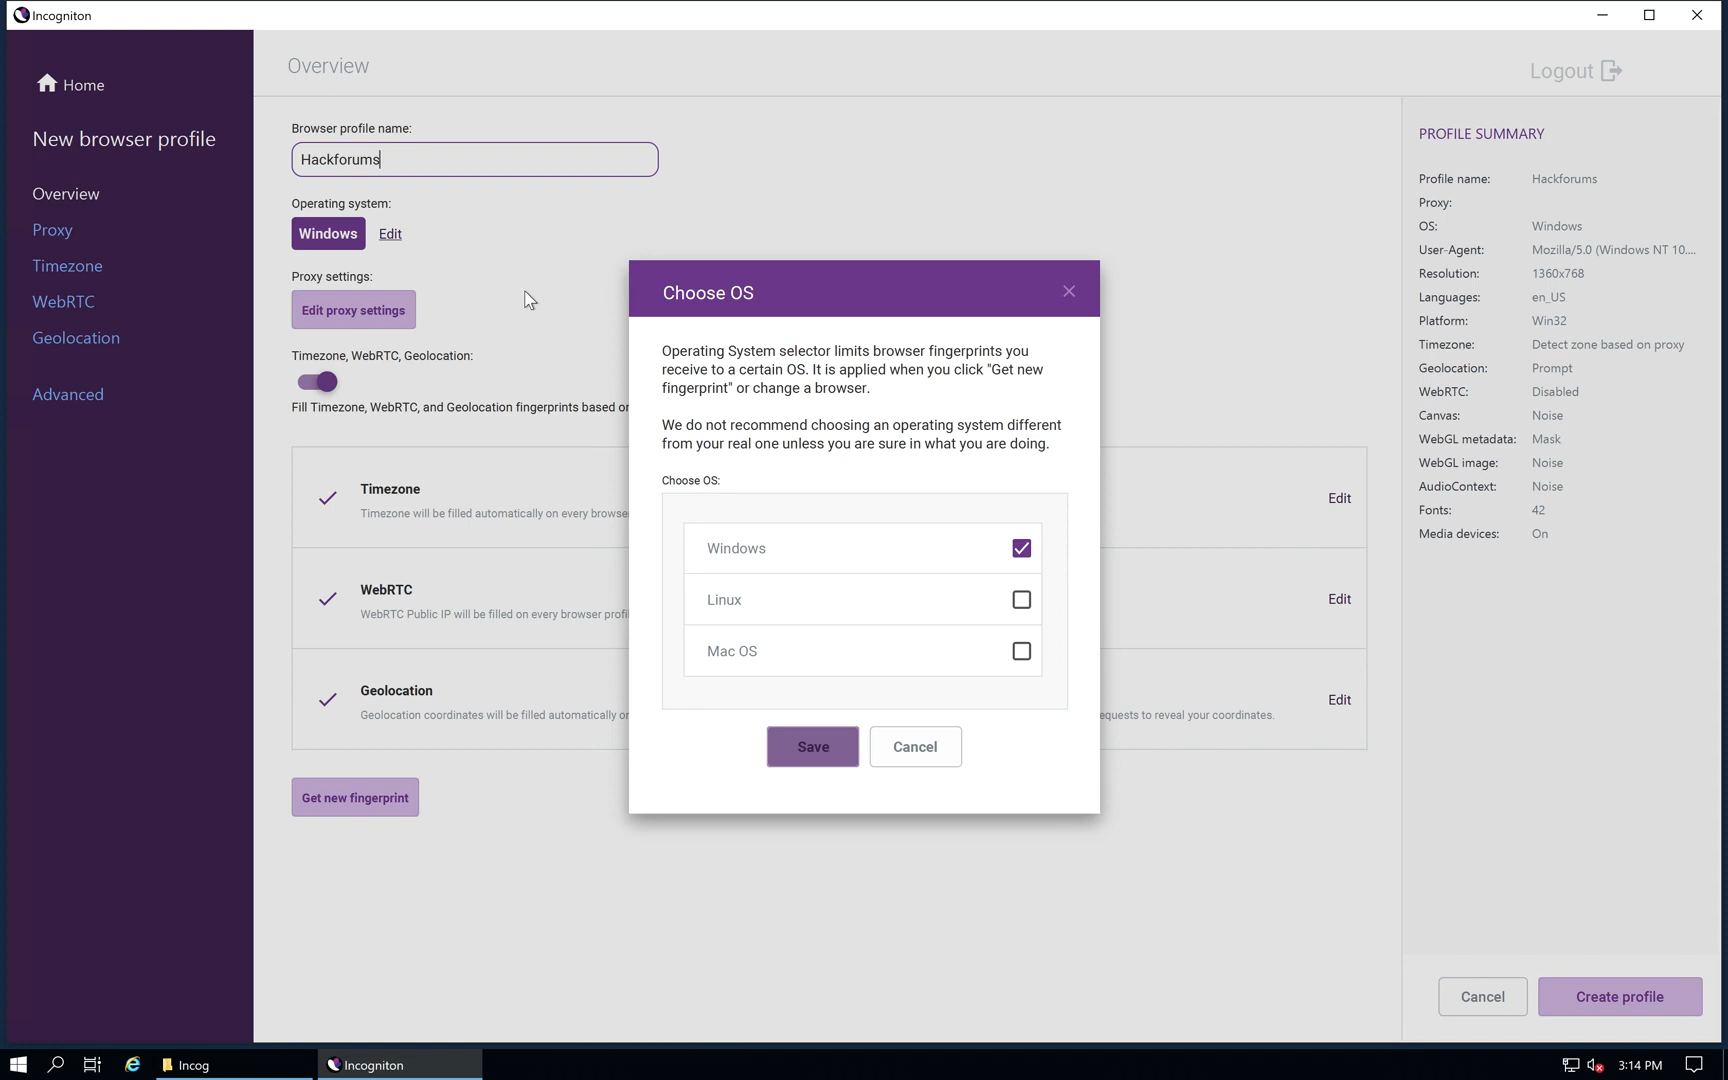 Incogniton
Home
New browser profile
Overview
Proxy
Timezone
WebRTC
Geolocation
Advanced
Overview
Logout
Browser profile name:
Hackforums
Operating system:
Windows Edit
Proxy settings:
Edit proxy settings
Timezone, WebRTC, Geolocation:
Fill Timezone, WebRTC, and Geolocation fingerprints based on
Timezone
Timezone will be filled automatically on every browse
Edit
WebRTC
WebRTC Public IP will be filled on every browser profi
Edit
Geolocation
Geolocation coordinates will be filled automatically or
equests to reveal your coordinates.
Edit
Get new fingerprint
Choose OS
Operating System selector limits browser fingerprints you
receive to a certain OS. It is applied when you click "Get new
fingerprint" or change a browser.
We do not recommend choosing an operating system different
from your real one unless you are sure in what you are doing.
Choose OS:
Windows
Linux
Mac OS
Save Cancel
PROFILE SUMMARY
Profile name: Hackforums
Proxy:
OS: Windows
User-Agent: Mozilla/5.0 (Windows NT 10....
Resolution: 1360x768
Languages: en_US
Platform: Win32
Timezone: Detect zone based on proxy
Geolocation: Prompt
WebRTC: Disabled
Canvas: Noise
WebGL metadata: Mask
WebGL image: Noise
AudioContext: Noise
Fonts: 42
Media devices: On
Cancel Create profile
Incog
Incogniton
3:14 PM